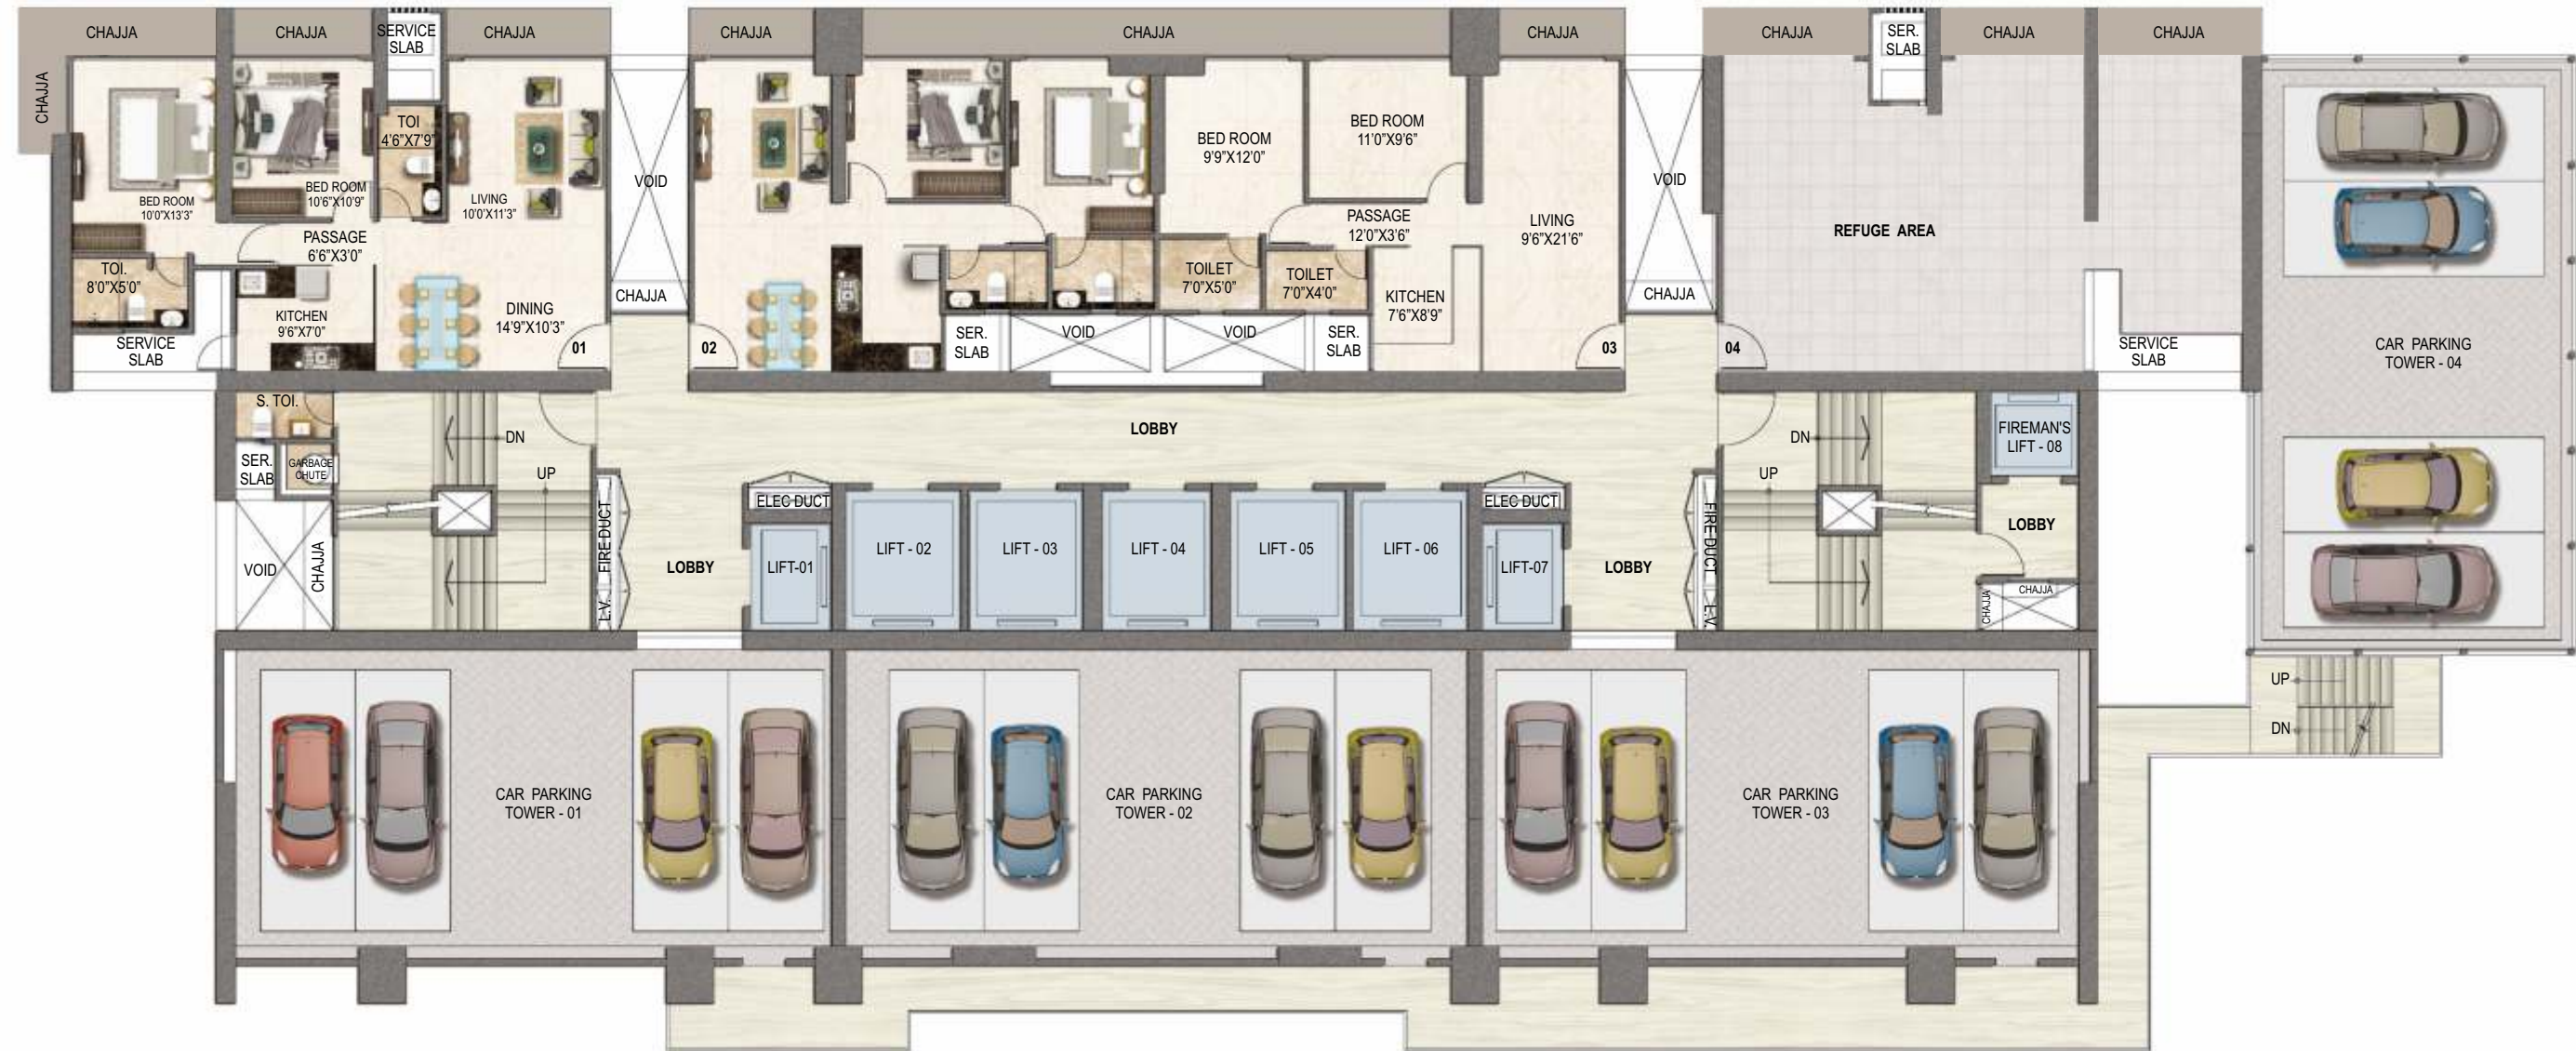 CHAJJA
CHAJJA
SERVICE
SLAB
CHAJJA
CHAJJA
CHAJJA
CHAJJA
CHAJJA
SER.
SLAB
CHAJJA
CHAJJA
CHAJJA
TOI
4'6"X7'9"
BED ROOM
10'0"X13'3"
BED ROOM
10'6"X10'9"
LIVING
10'0'X11'3"
VOID
BED ROOM
9'9"X12'0"
BED ROOM
11'0"X9'6"
VOID
PASSAGE
6'6"X3'0"
PASSAGE
12'0"X3'6"
LIVING
9'6"X21'6"
REFUGE AREA
TOI.
8'0"X5'0"
TOILET
7'0"X5'0"
TOILET
7'0"X4'0"
CHAJJA
CHAJJA
KITCHEN
9'6"X7'0"
DINING
14'9"X10'3"
KITCHEN
7'6"X8'9"
SERVICE
SLAB
01
02
SER.
SLAB
VOID
VOID
SER.
SLAB
03
04
SERVICE
SLAB
CAR PARKING
TOWER - 04
S. TOI.
DN
LOBBY
DN
FIREMAN'S
LIFT - 08
SER.
SLAB
GARBAGE
CHUTE
UP
UP
ELEC DUCT
ELEC DUCT
VOID
CHAJJA
FIRE DUCT
L.V.
LOBBY
LIFT-01
LIFT - 02
LIFT - 03
LIFT - 04
LIFT - 05
LIFT - 06
LIFT-07
LOBBY
FIRE DUCT
L.V.
LOBBY
CHAJJA
CHAJJA
UP
DN
CAR PARKING
TOWER - 01
CAR PARKING
TOWER - 02
CAR PARKING
TOWER - 03